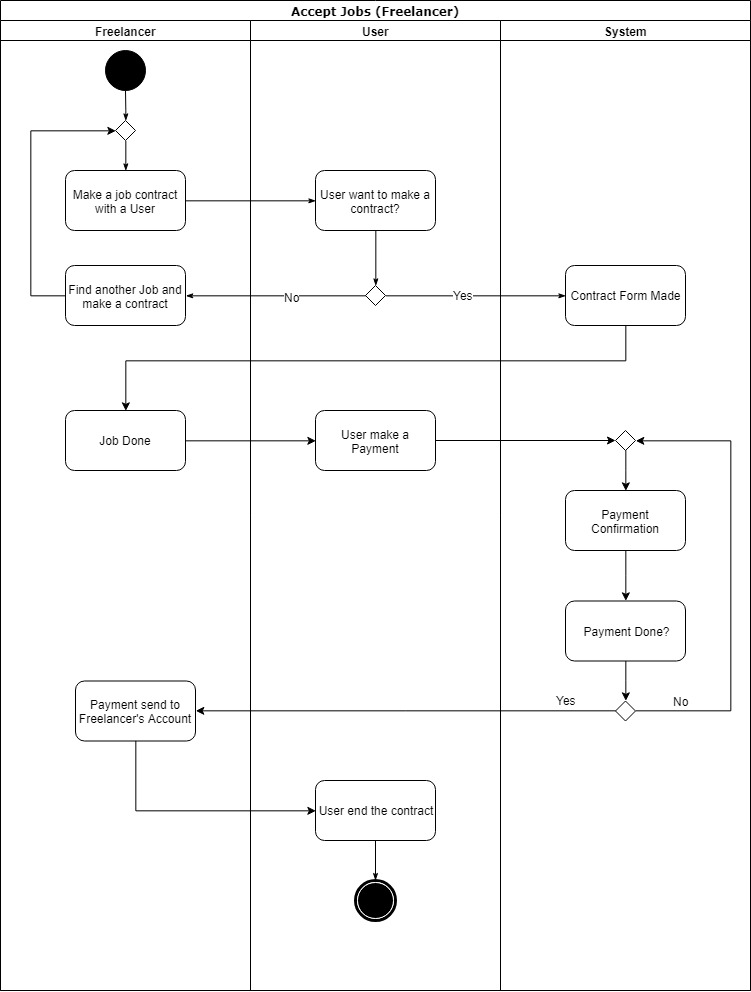 Accept Jobs (Freelancer)
Freelancer
User
System
Make a job contract
with a User
User want to make a
contract?
Find another Job and
make a contract
No
Yes
Contract Form Made
Job Done
User make a
Payment
Payment
Confirmation
Payment Done?
Payment send to
Freelancer's Account
Yes
No
User end the contract